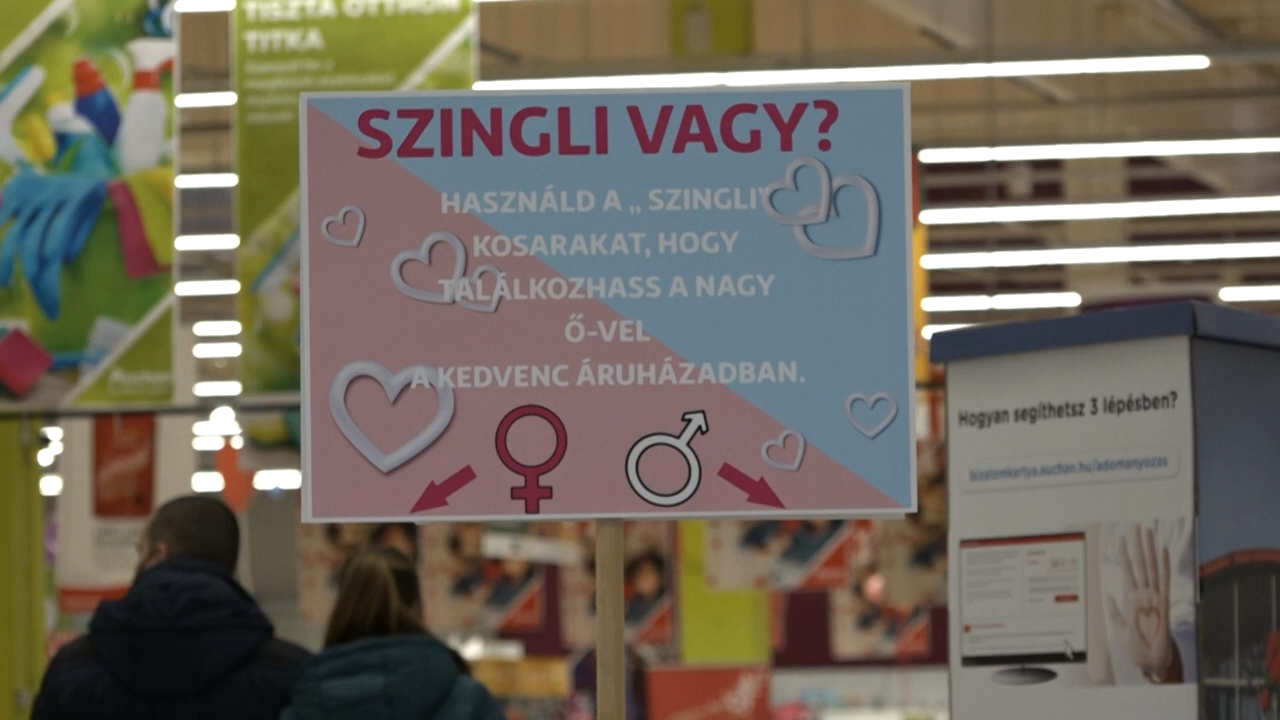 TISZTA OTTHON
TITKA
SZINGLI VAGY?
HASZNÁLD A „ SZINGLI”
KOSARAKAT, HOGY
TALÁLKOZHASS A NAGY
Ő-VEL
A KEDVENC ÁRUHÁZADBAN.
Hogyan segíthetsz 3 lépésben?
bizalomkartya.auchan.hu/adomanyozas